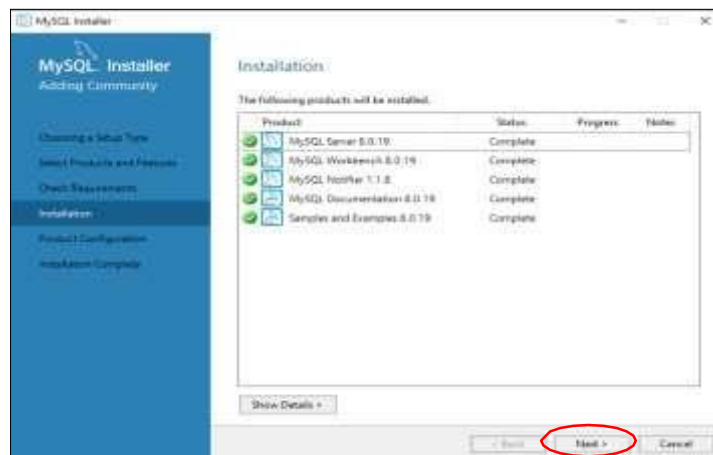 MySQL Installer
MySQL Installer
Adding Community
Choosing a Setup Type
Select Products and Features
Check Requirements
Installation
Product Configuration
Installation Complete
Installation
The following products will be installed.
Product Status Progress Notes
MySQL Server 8.0.19 Complete
MySQL Workbench 8.0.19 Complete
MySQL Notifier 1.1.8 Complete
MySQL Documentation 8.0.19 Complete
Samples and Examples 8.0.19 Complete
Show Details >
< Back Next > Cancel